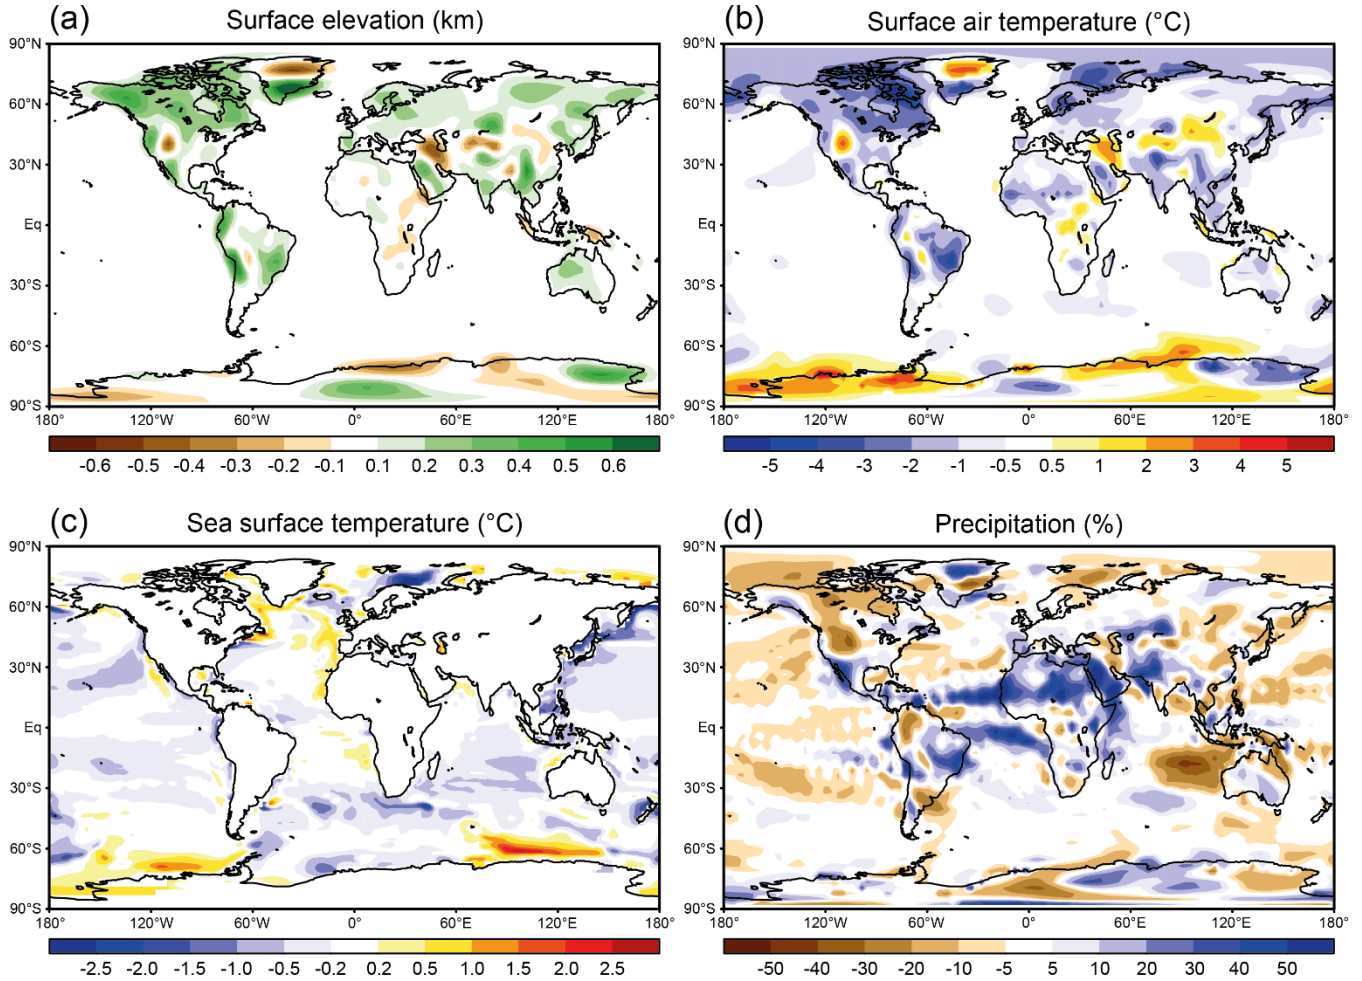 (a) Surface elevation (km)
(b) Surface air temperature (°C)
90°N
60°N
30°N
Eq
30°S
60°S
90°S
180° 120°W 60°W 0° 60°E 120°E 180°
-0.6 -0.5 -0.4 -0.3 -0.2 -0.1 0.1 0.2 0.3 0.4 0.5 0.6
90°N
60°N
30°N
Eq
30°S
60°S
90°S
180° 120°W 60°W 0° 60°E 120°E 180°
-5 -4 -3 -2 -1 -0.5 0.5 1 2 3 4 5
(c) Sea surface temperature (°C)
(d) Precipitation (%)
90°N
60°N
30°N
Eq
30°S
60°S
90°S
180° 120°W 60°W 0° 60°E 120°E 180°
-2.5 -2.0 -1.5 -1.0 -0.5 -0.2 0.2 0.5 1.0 1.5 2.0 2.5
90°N
60°N
30°N
Eq
30°S
60°S
90°S
180° 120°W 60°W 0° 60°E 120°E 180°
-50 -40 -30 -20 -10 -5 5 10 20 30 40 50